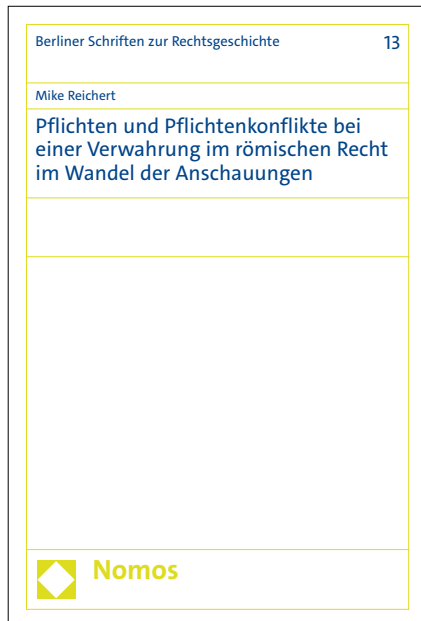 Berliner Schriften zur Rechtsgeschichte 13
Mike Reichert
Pflichten und Pflichtenkonflikte bei
einer Verwahrung im römischen Recht
im Wandel der Anschauungen
Nomos